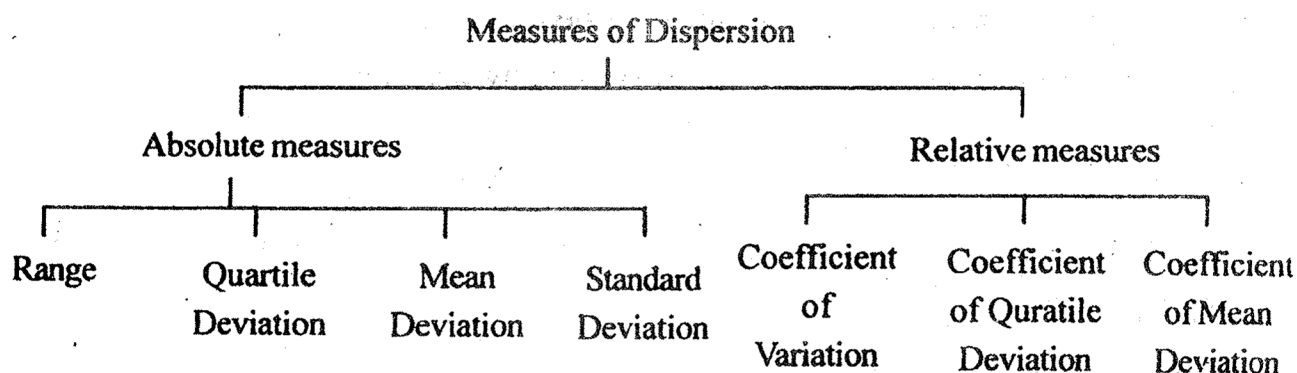 Measures of Dispersion
Absolute measures
Relative measures
Range
Quartile
Deviation
Mean
Deviation
Standard
Deviation
Coefficient
of
Variation
Coefficient
of Quratile
Deviation
Coefficient
of Mean
Deviation